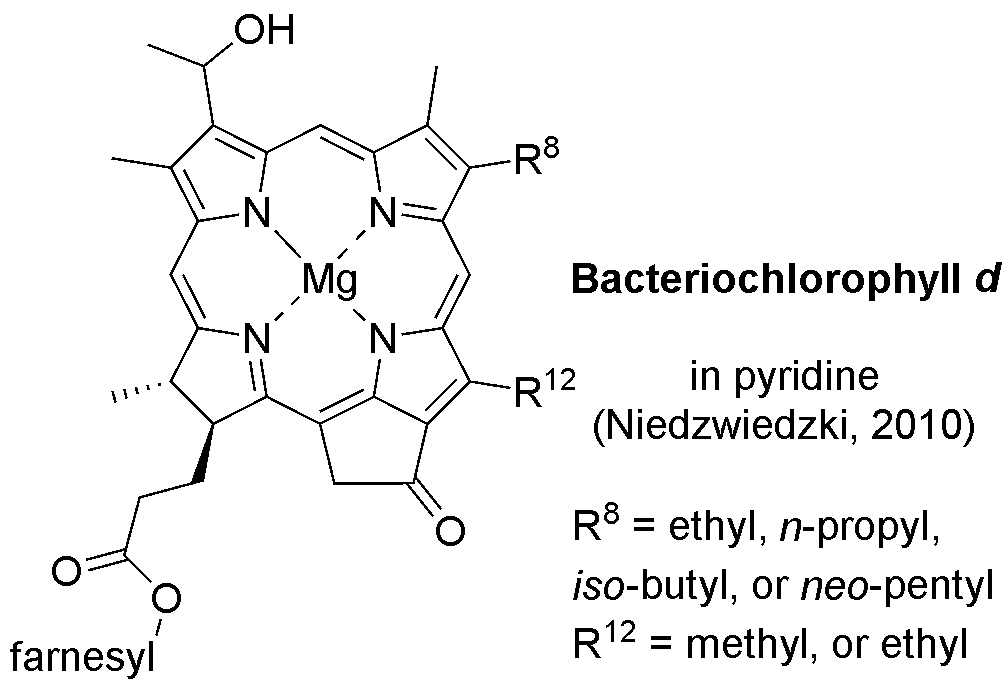 OH
R⁸
N
N
Mg
Bacteriochlorophyll d
N
N
R¹²
in pyridine
(Niedzwiedzki, 2010)
O
R⁸ = ethyl, n-propyl,
O
iso-butyl, or neo-pentyl
O
R¹² = methyl, or ethyl
farnesyl